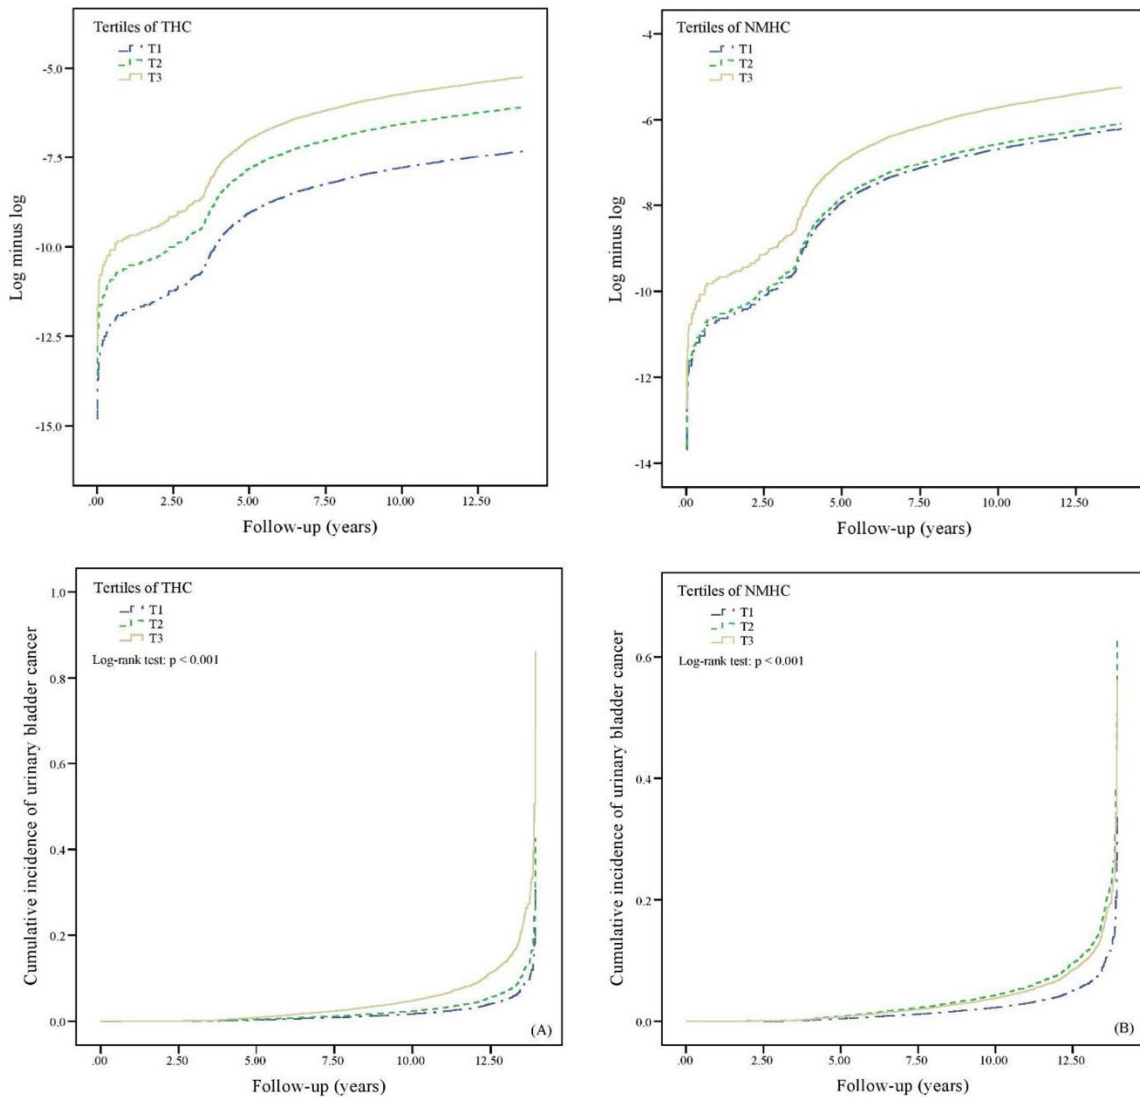 Tertiles of THC
T1
T2
T3
-5.0
-7.5
-10.0
-12.5
-15.0
Log minus log
.00 2.50 5.00 7.50 10.00 12.50
Follow-up (years)
Tertiles of NMHC
T1
T2
T3
-4
-6
-8
-10
-12
-14
Log minus log
.00 2.50 5.00 7.50 10.00 12.50
Follow-up (years)
Tertiles of THC
T1
T2
T3
Log-rank test: p < 0.001
1.0
0.8
0.6
0.4
0.2
0.0
Cumulative incidence of urinary bladder cancer
(A)
.00 2.50 5.00 7.50 10.00 12.50
Follow-up (years)
Tertiles of NMHC
T1
T2
T3
Log-rank test: p < 0.001
0.6
0.4
0.2
0.0
Cumulative incidence of urinary bladder cancer
(B)
.00 2.50 5.00 7.50 10.00 12.50
Follow-up (years)